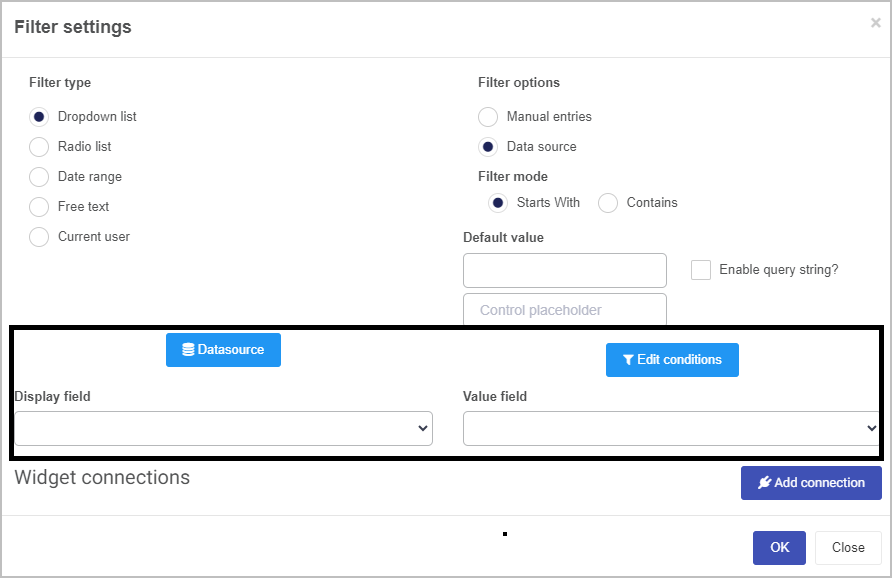 Filter settings
×
Filter type
Dropdown list
Radio list
Date range
Free text
Current user
Filter options
Manual entries
Data source
Filter mode
Starts With Contains
Default value
Enable query string?
Control placeholder
Datasource
Edit conditions
Display field
Value field
Widget connections
Add connection
OK Close